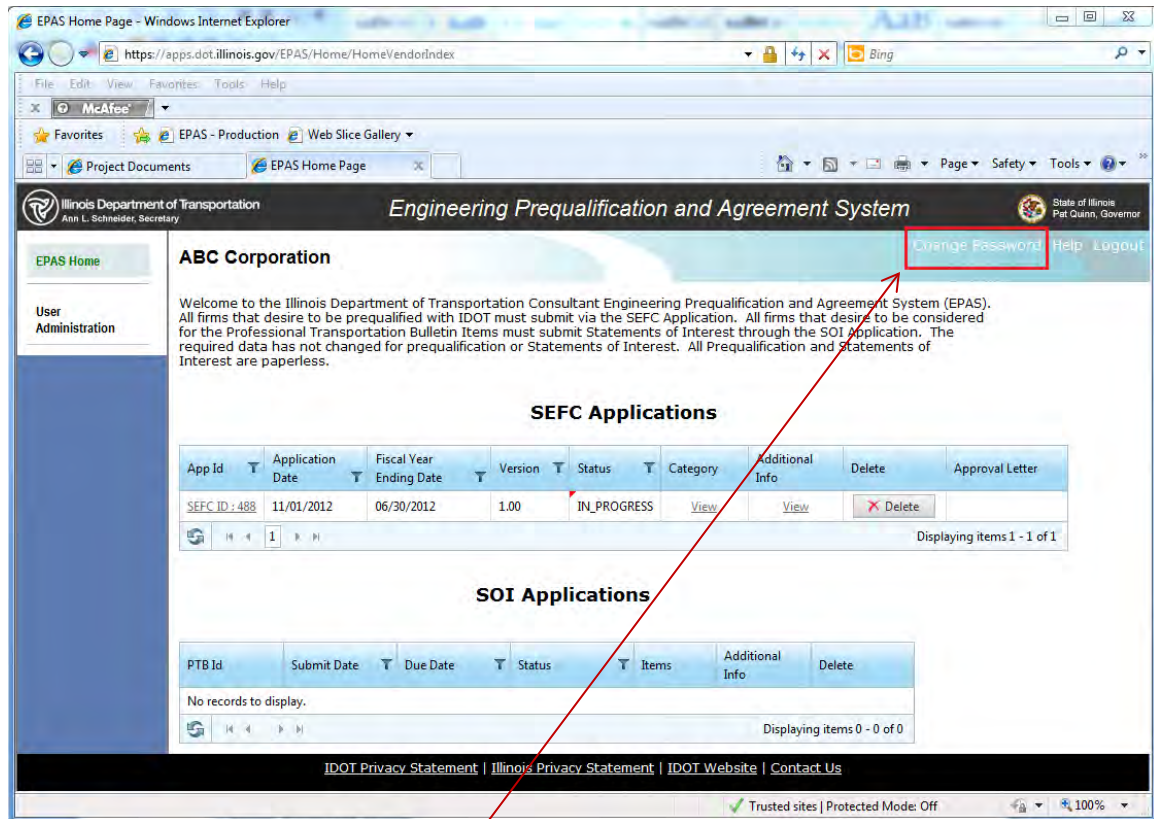 EPAS Home Page - Windows Internet Explorer
https://apps.dot.illinois.gov/EPAS/Home/HomeVendorIndex
Bing
File Edit View Favorites Tools Help
x McAfee
Favorites EPAS - Production Web Slice Gallery
Project Documents EPAS Home Page x Page Safety Tools
Illinois Department of Transportation
Ann L. Schneider, Secretary
Engineering Prequalification and Agreement System
State of Illinois
Pat Quinn, Governor
Change Password Help Logout
EPAS Home
User
Administration
ABC Corporation
Welcome to the Illinois Department of Transportation Consultant Engineering Prequalification and Agreement System (EPAS).
All firms that desire to be prequalified with IDOT must submit via the SEFC Application. All firms that desire to be considered
for the Professional Transportation Bulletin Items must submit Statements of Interest through the SOI Application. The
required data has not changed for prequalification or Statements of Interest. All Prequalification and Statements of
Interest are paperless.
SEFC Applications
App Id Application Date Fiscal Year Ending Date Version Status Category Additional Info Delete Approval Letter
SEFC ID : 488 11/01/2012 06/30/2012 1.00 IN_PROGRESS View View Delete
1 Displaying items 1 - 1 of 1
SOI Applications
PTB Id Submit Date Due Date Status Items Additional Info Delete
No records to display.
Displaying items 0 - 0 of 0
IDOT Privacy Statement | Illinois Privacy Statement | IDOT Website | Contact Us
Trusted sites | Protected Mode: Off 100%